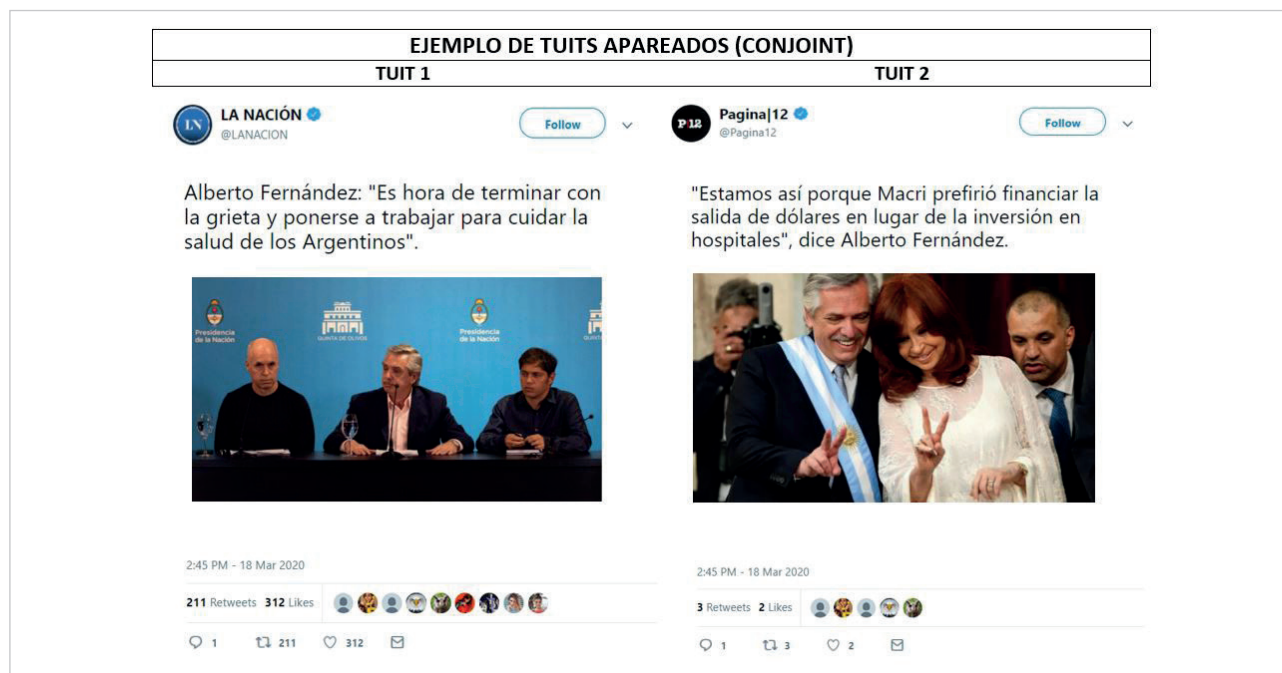 EJEMPLO DE TUITS APAREADOS (CONJOINT)
TUIT 1
TUIT 2
LN
LA NACIÓN
@LANACION
Follow
Alberto Fernández: "Es hora de terminar con
la grieta y ponerse a trabajar para cuidar la
salud de los Argentinos".
Presidencia
de la Nación
QUINTA DE OLIVOS
Presidencia
de la Nación
2:45 PM - 18 Mar 2020
211 Retweets 312 Likes
1 211 312
P12
Pagina|12
@Pagina12
Follow
"Estamos así porque Macri prefirió financiar la
salida de dólares en lugar de la inversión en
hospitales", dice Alberto Fernández.
2:45 PM - 18 Mar 2020
3 Retweets 2 Likes
1 3 2